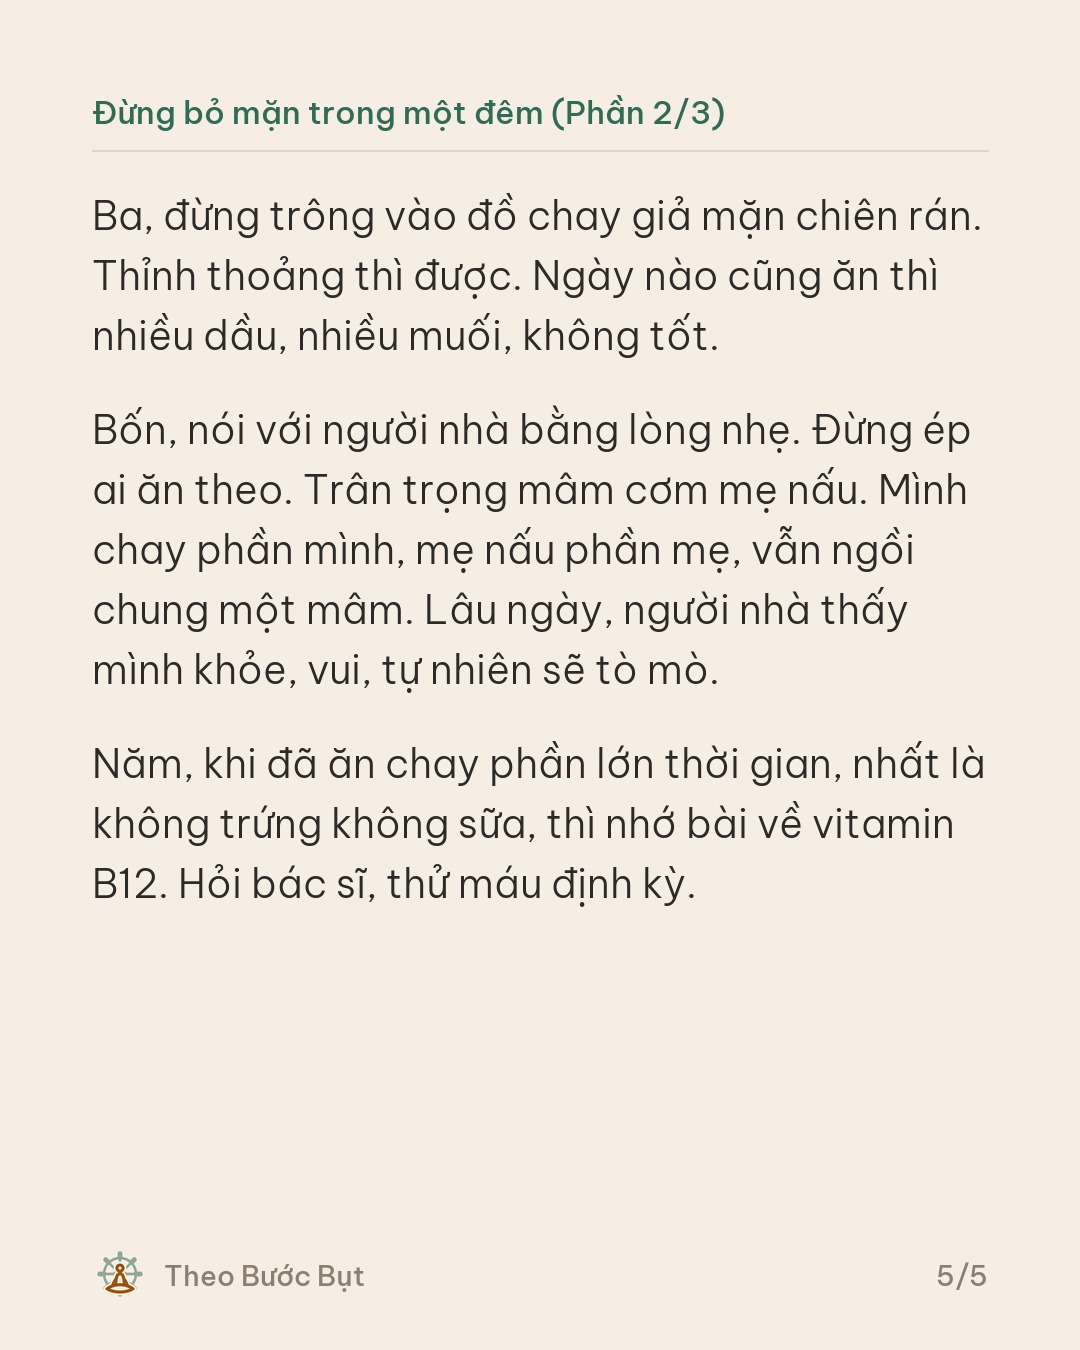 Đừng bỏ mặn trong một đêm (Phần 2/3)
Ba, đừng trông vào đồ chay giả mặn chiên rán.
Thỉnh thoảng thì được. Ngày nào cũng ăn thì
nhiều dầu, nhiều muối, không tốt.
Bốn, nói với người nhà bằng lòng nhẹ. Đừng ép
ai ăn theo. Trân trọng mâm cơm mẹ nấu. Mình
chay phần mình, mẹ nấu phần mẹ, vẫn ngồi
chung một mâm. Lâu ngày, người nhà thấy
mình khỏe, vui, tự nhiên sẽ tò mò.
Năm, khi đã ăn chay phần lớn thời gian, nhất là
không trứng không sữa, thì nhớ bài về vitamin
B12. Hỏi bác sĩ, thử máu định kỳ.
Theo Bước Bụt
5/5